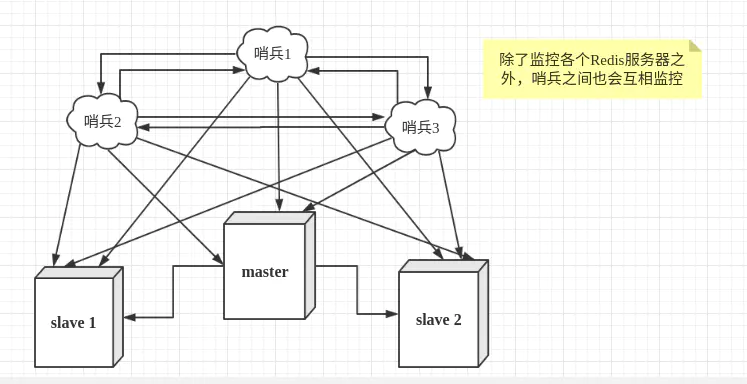 哨兵1
除了监控各个Redis服务器之
外，哨兵之间也会互相监控
哨兵2
哨兵3
master
slave 1
slave 2